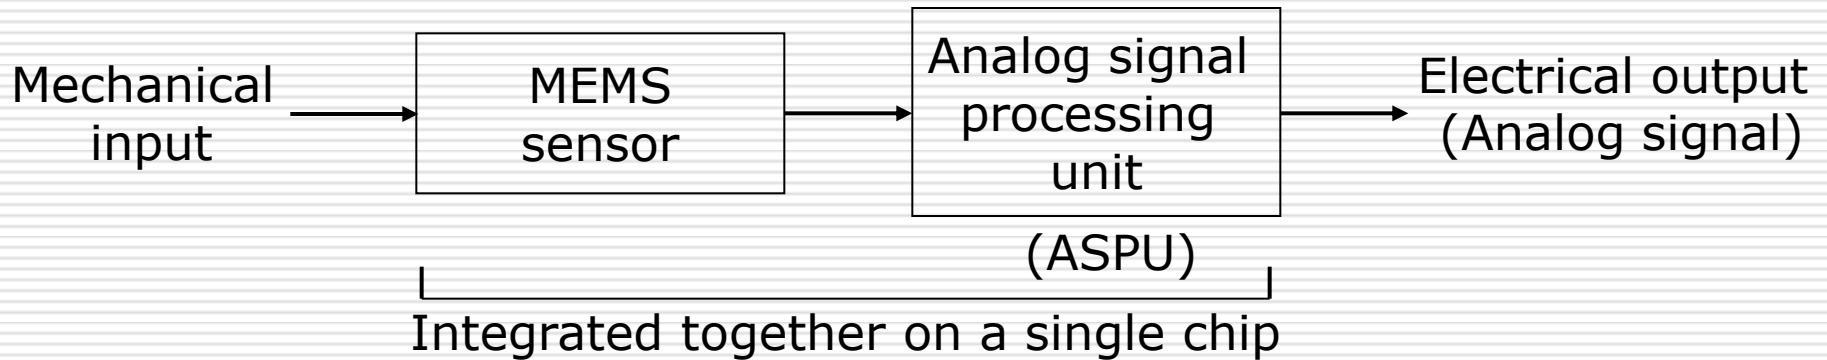 Mechanical
input
MEMS
sensor
Analog signal
processing
unit
(ASPU)
Electrical output
(Analog signal)
Integrated together on a single chip